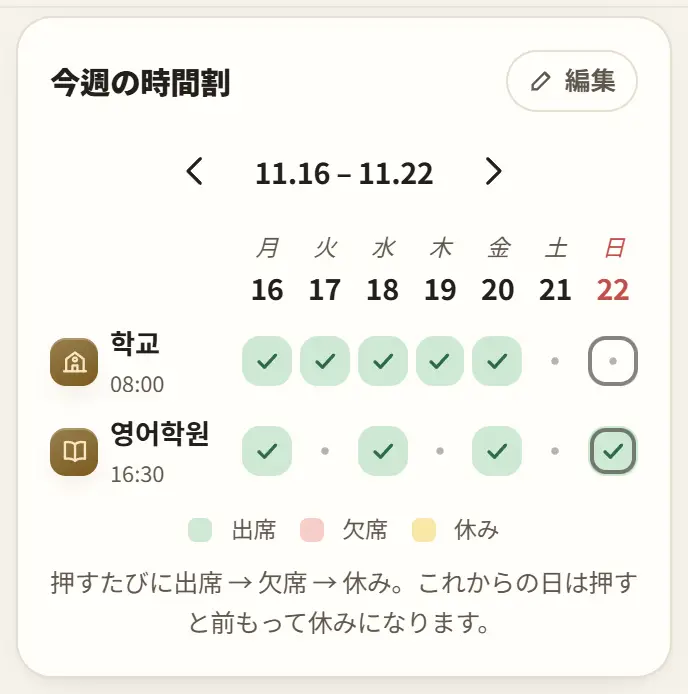 今週の時間割
編集
11.16 – 11.22
月 火 水 木 金 土 日
16 17 18 19 20 21 22
학교
08:00
영어학원
16:30
出席 欠席 休み
押すたびに出席 → 欠席 → 休み。これからの日は押す
と前もって休みになります。